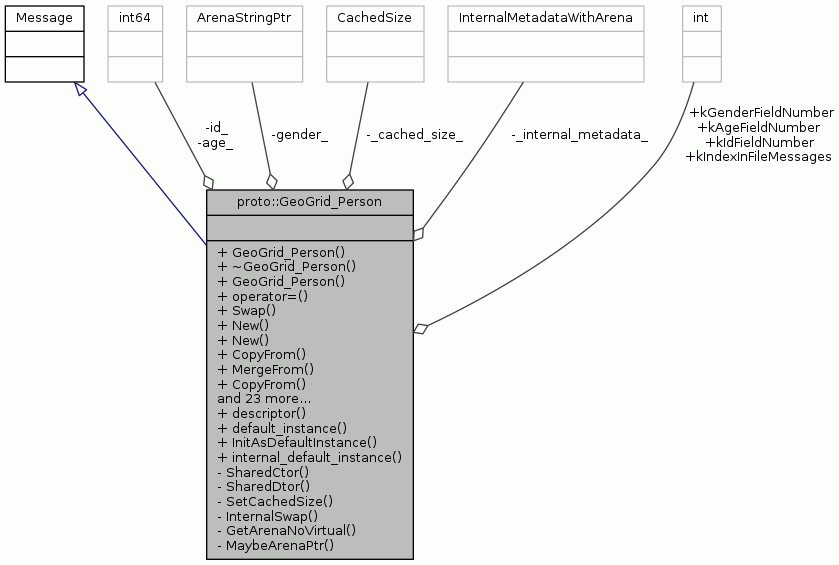 Message
int64
ArenaStringPtr
CachedSize
InternalMetadataWithArena
int
-id_
-age_
-gender_
-_cached_size_
-_internal_metadata_
+kGenderFieldNumber
+kAgeFieldNumber
+kIdFieldNumber
+kIndexInFileMessages
proto::GeoGrid_Person
+ GeoGrid_Person()
+ ~GeoGrid_Person()
+ GeoGrid_Person()
+ operator=()
+ Swap()
+ New()
+ New()
+ CopyFrom()
+ MergeFrom()
+ CopyFrom()
and 23 more...
+ descriptor()
+ default_instance()
+ InitAsDefaultInstance()
+ internal_default_instance()
- SharedCtor()
- SharedDtor()
- SetCachedSize()
- InternalSwap()
- GetArenaNoVirtual()
- MaybeArenaPtr()